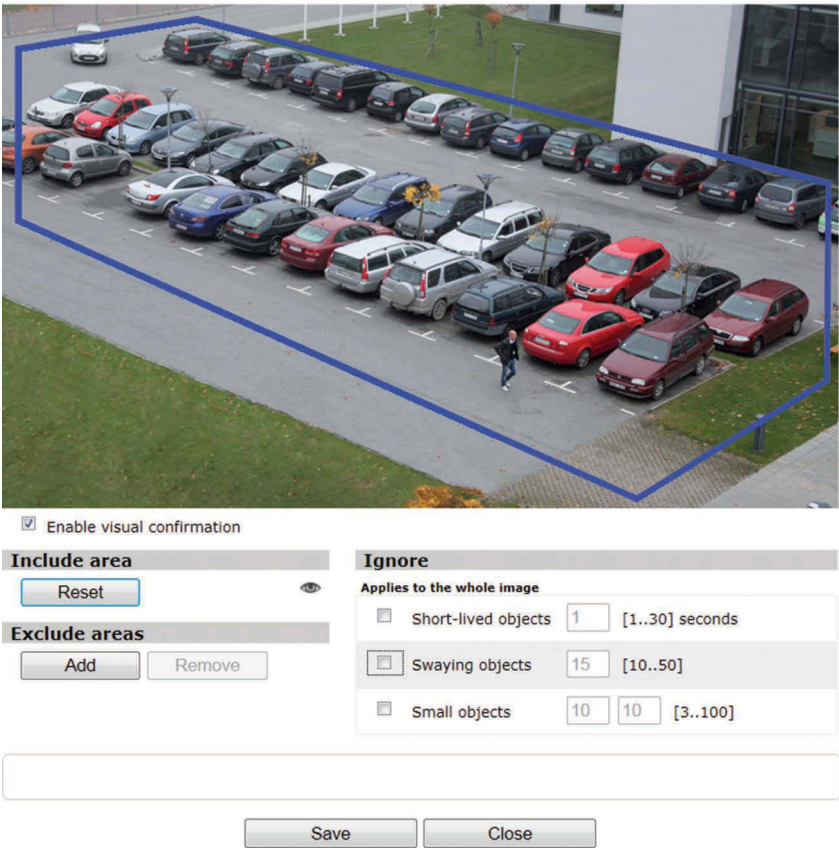 Enable visual confirmation
Include area
Reset
Exclude areas
Add Remove
Ignore
Applies to the whole image
Short-lived objects 1 [1..30] seconds
Swaying objects 15 [10..50]
Small objects 10 10 [3..100]
Save Close